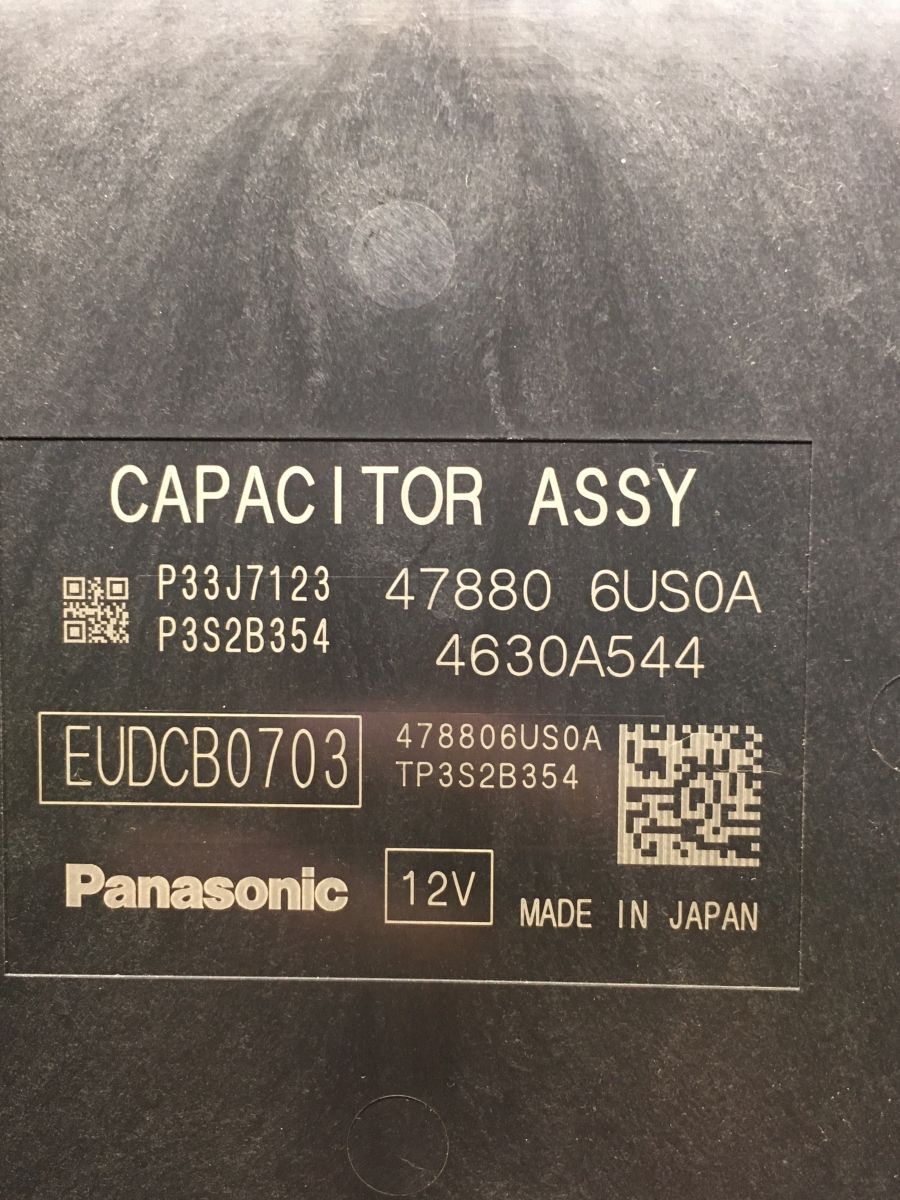 CAPACITOR ASSY
P33J7123
P3S2B354
47880 6US0A
4630A544
EUDCB0703
478806US0A
TP3S2B354
Panasonic
12V
MADE IN JAPAN